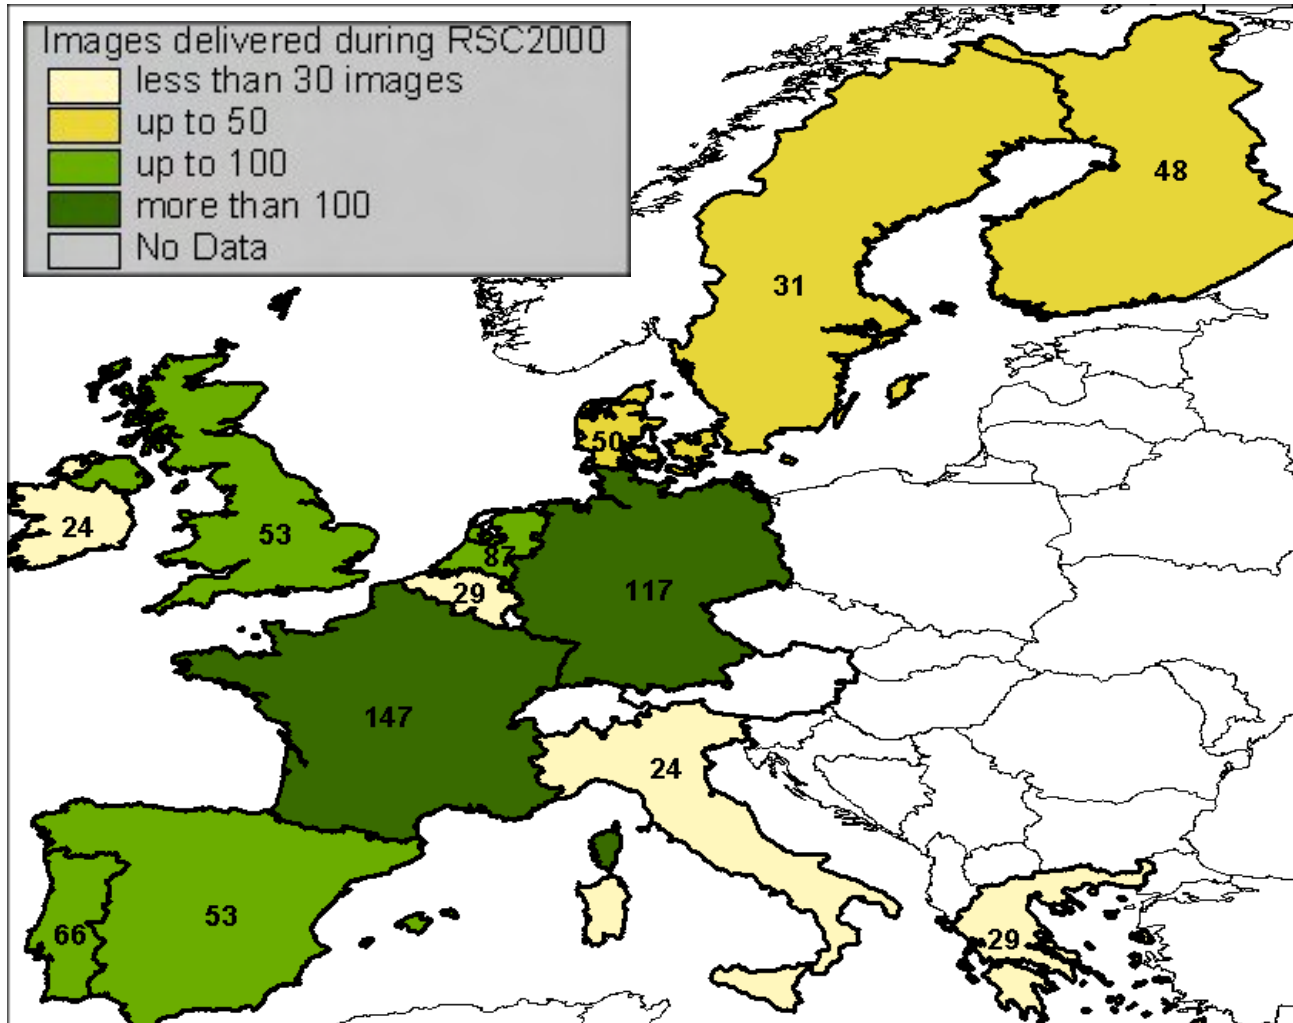 Images delivered during RSC2000
less than 30 images
up to 50
up to 100
more than 100
No Data
48
31
50
24
53
87
29
117
147
24
66
53
29